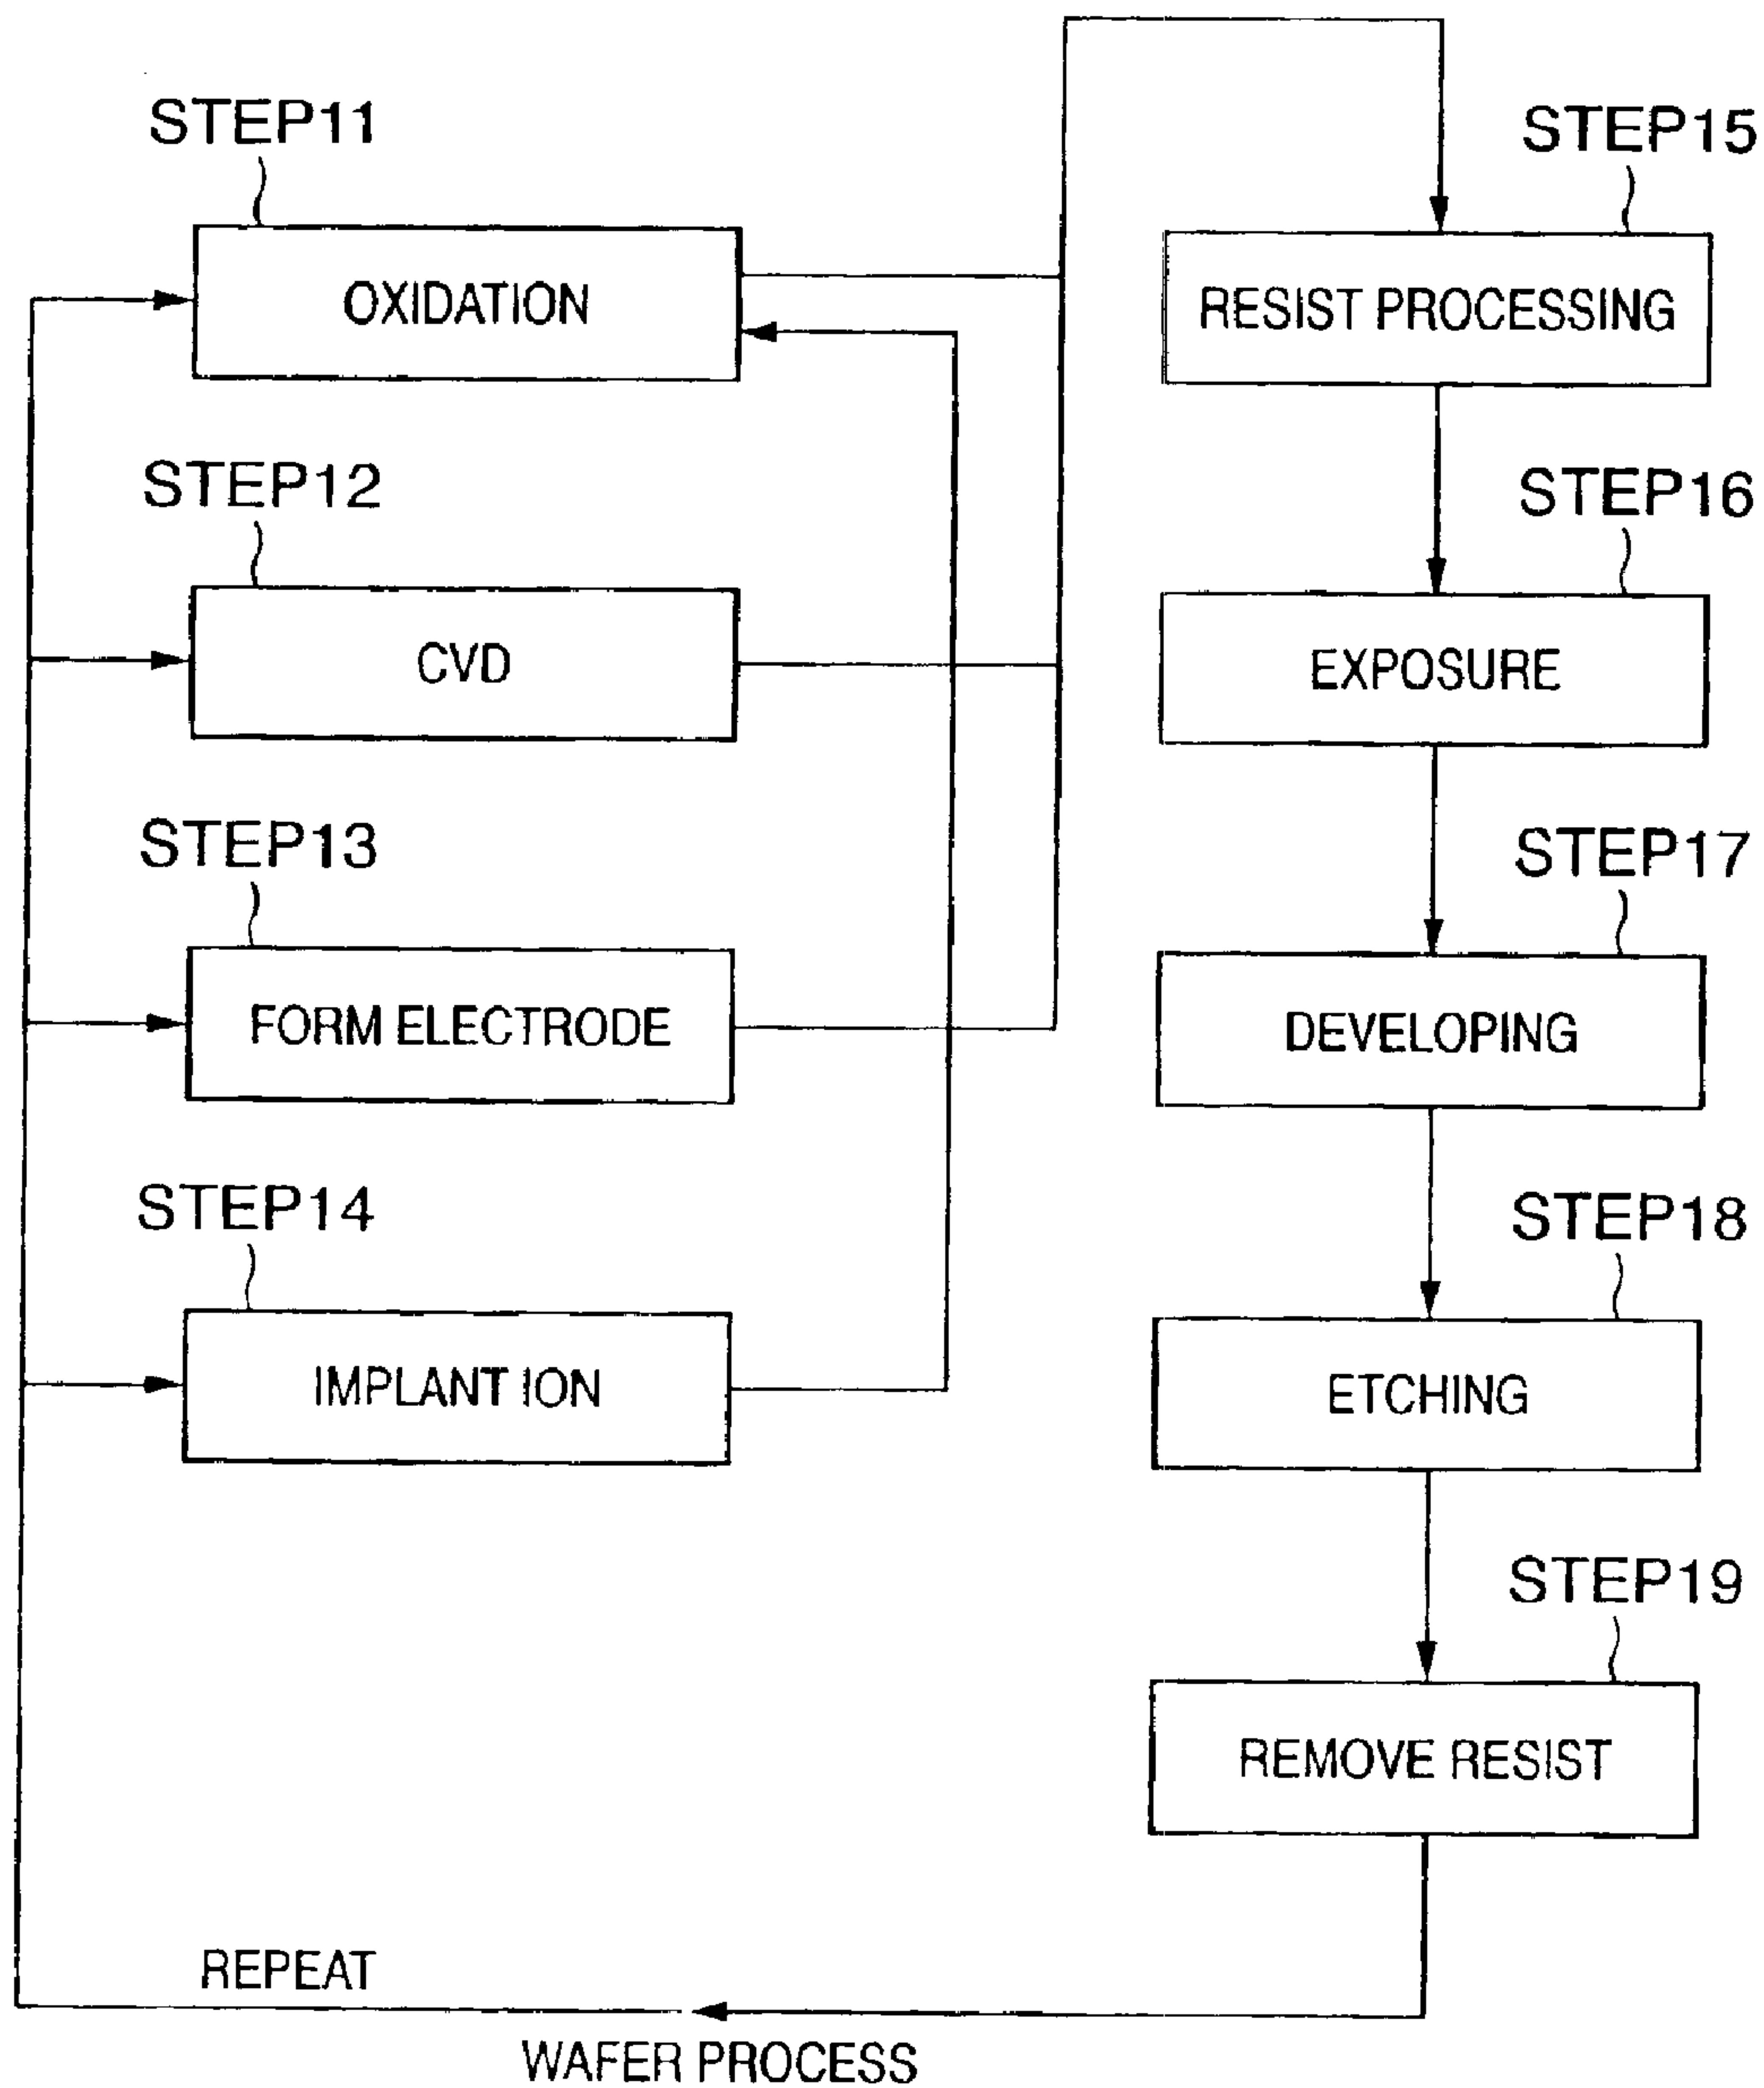 STEP11
OXIDATION
STEP12
CVD
STEP13
FORM ELECTRODE
STEP14
IMPLANT ION
STEP15
RESIST PROCESSING
STEP16
EXPOSURE
STEP17
DEVELOPING
STEP18
ETCHING
STEP19
REMOVE RESIST
REPEAT
WAFER PROCESS